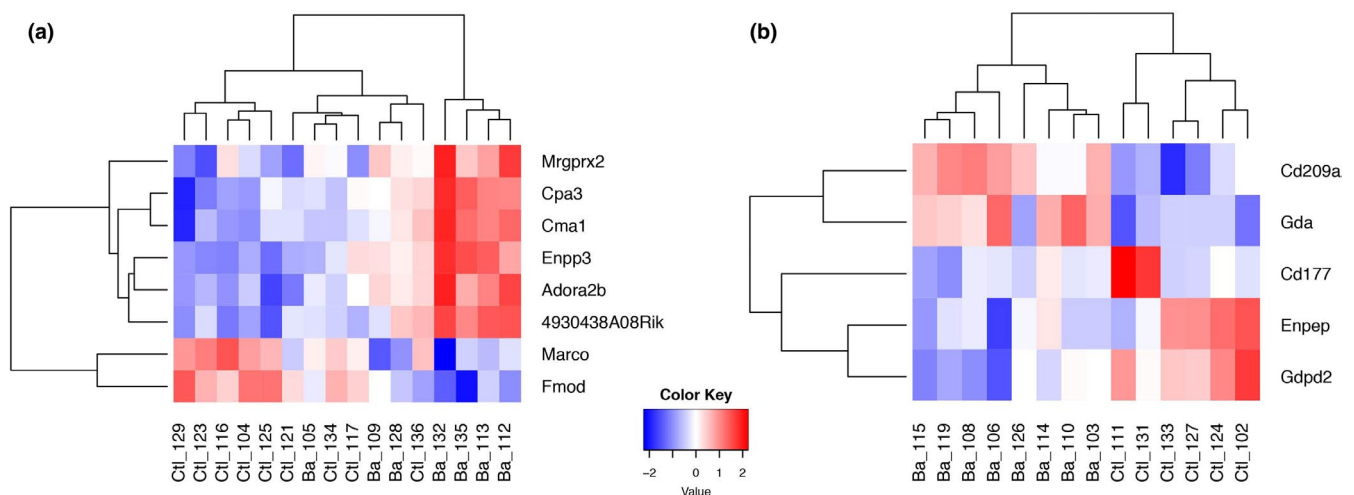 (a)
Mrgprx2
Cpa3
Cma1
Enpp3
Adora2b
4930438A08Rik
Marco
Fmod
Ctl_129
Ctl_123
Ctl_116
Ctl_104
Ctl_125
Ctl_121
Ba_105
Ctl_134
Ctl_117
Ba_109
Ba_128
Ctl_136
Ba_132
Ba_135
Ba_113
Ba_112
Color Key
−2 0 1 2
Value
(b)
Cd209a
Gda
Cd177
Enpep
Gdpd2
Ba_115
Ba_119
Ba_108
Ba_106
Ba_126
Ba_114
Ba_110
Ba_103
Ctl_111
Ctl_131
Ctl_133
Ctl_127
Ctl_124
Ctl_102